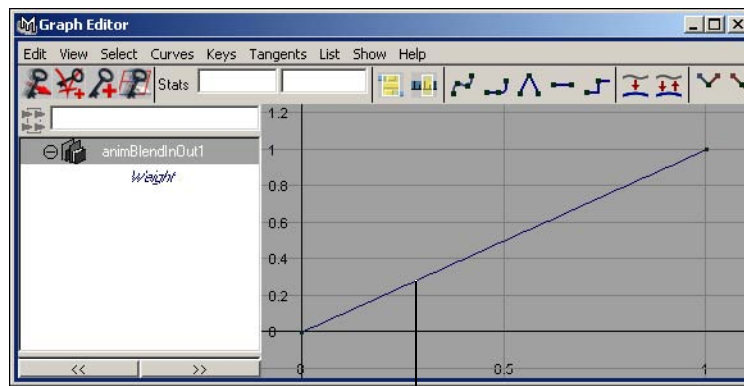 Graph Editor
Edit View Select Curves Keys Tangents List Show Help
Stats
animBlendInOut1
Weight
1.2
1
0.8
0.6
0.4
0.2
0
0 0.5 1
<< >>